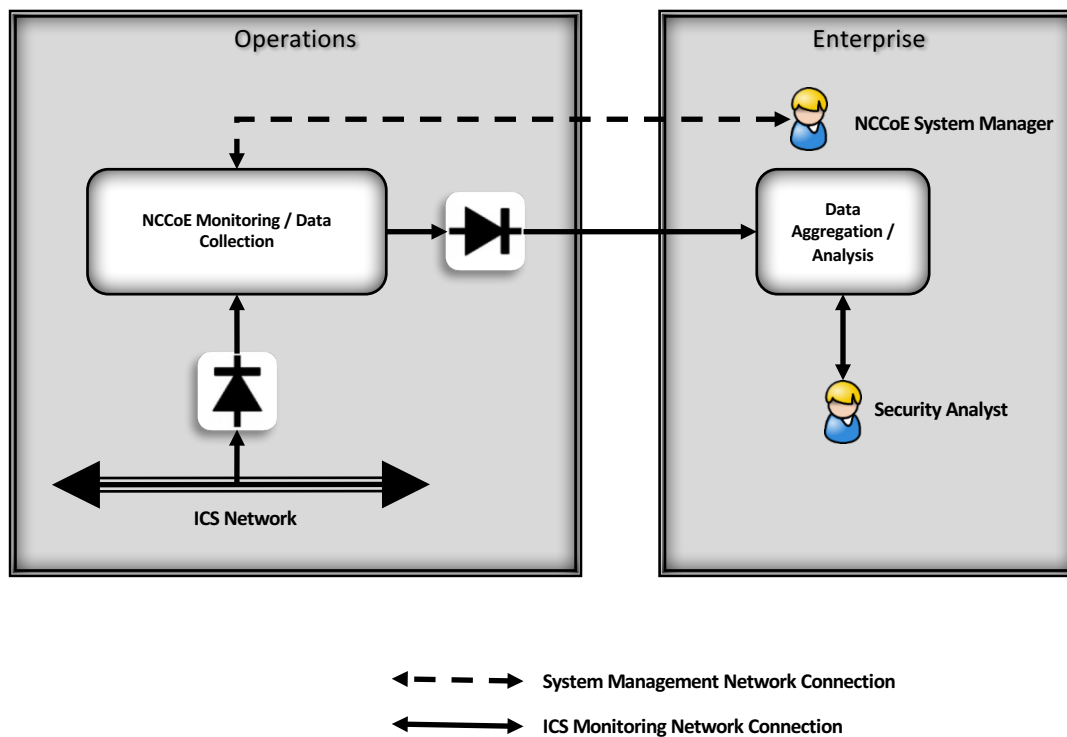 Operations
Enterprise
NCCoE System Manager
NCCoE Monitoring / Data
Collection
Data
Aggregation /
Analysis
Security Analyst
ICS Network
System Management Network Connection
ICS Monitoring Network Connection